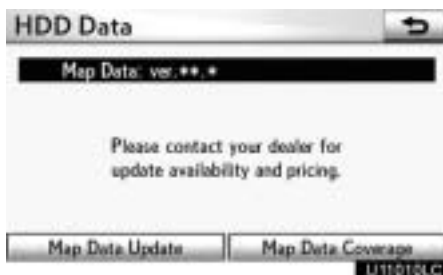 HDD Data
Map Data: ver.**.*
Please contact your dealer for
update availability and pricing.
Map Data Update
Map Data Coverage